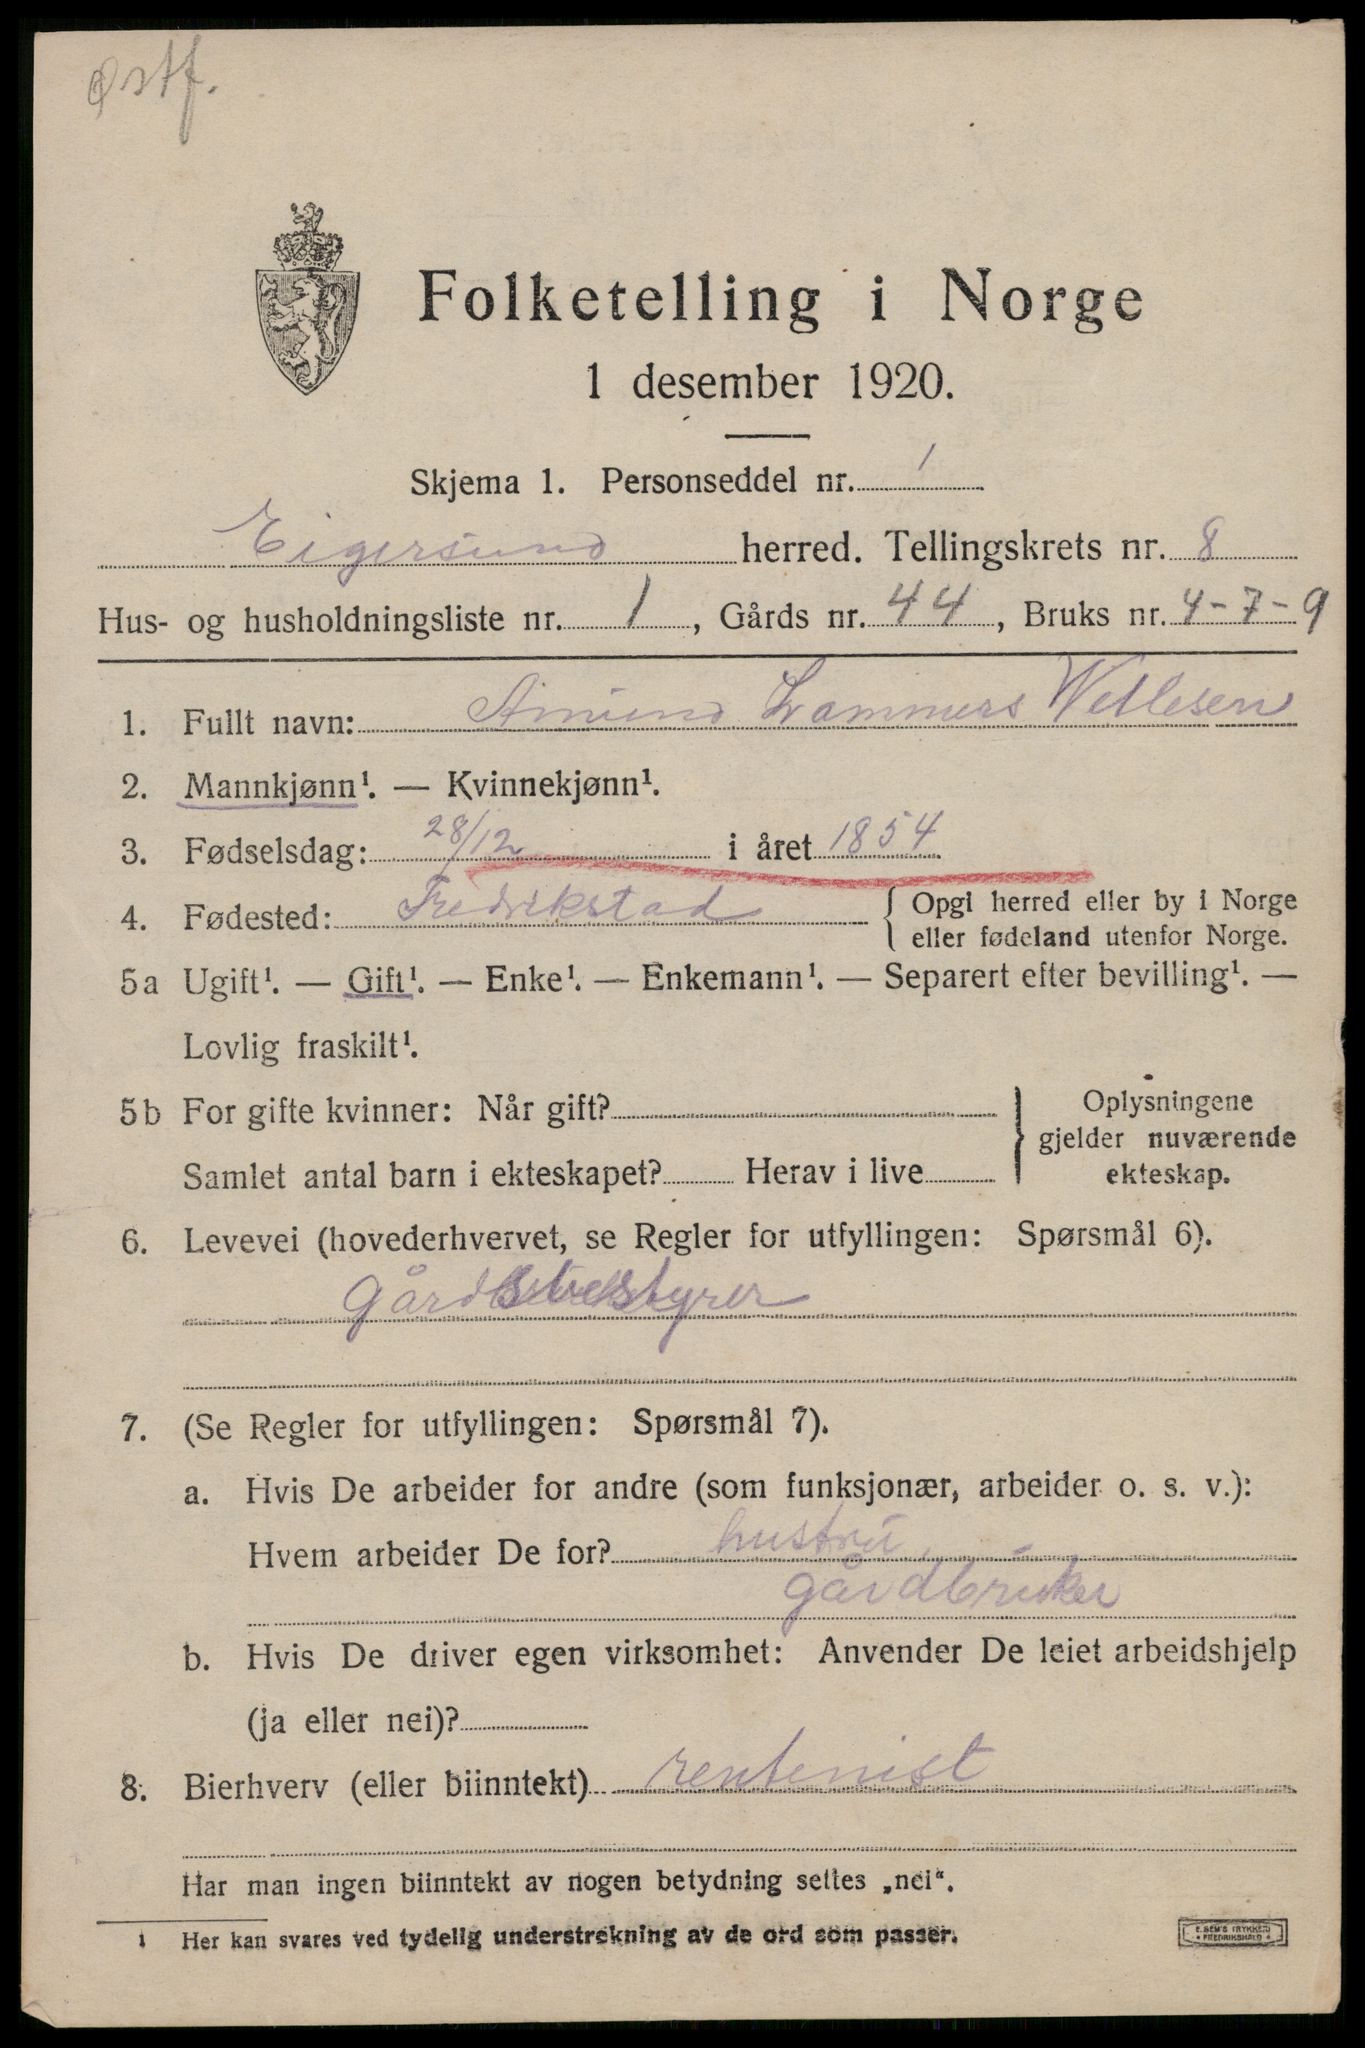 Østf.
Folketelling i Norge
1 desember 1920.
Skjema 1. Personseddel nr. 1
Eigersund herred. Tellingskrets nr. 8
Hus- og husholdningsliste nr. 1, Gårds nr. 44, Bruks nr. 4-7-9
1. Fullt navn: Amund Lammers Wetlesen
2. Mannkjønn¹. — Kvinnekjønn¹.
3. Fødselsdag: 28/12 i året 1854
4. Fødested: Fredrikstad { Opgi herred eller by i Norge
eller fødeland utenfor Norge.
5a Ugift¹. — Gift¹. — Enke¹. — Enkemann¹. — Separert efter bevilling¹. —
Lovlig fraskilt¹.
5b For gifte kvinner: Når gift? } Oplysningene
gjelder nuværende
Samlet antal barn i ekteskapet? Herav i live ekteskap.
6. Levevei (hovederhvervet, se Regler for utfyllingen: Spørsmål 6).
7. (Se Regler for utfyllingen: Spørsmål 7).
a. Hvis De arbeider for andre (som funksjonær, arbeider o. s. v.):
Hvem arbeider De for? hustru,
gårdbruker
b. Hvis De driver egen virksomhet: Anvender De leiet arbeidshjelp
(ja eller nei)?
8. Bierhverv (eller biinntekt) rentenist
Har man ingen biinntekt av nogen betydning settes „nei“.
1 Her kan svares ved tydelig understrekning av de ord som passer.
E. SEM'S TRYKKERI
• FREDRIKSHALD •